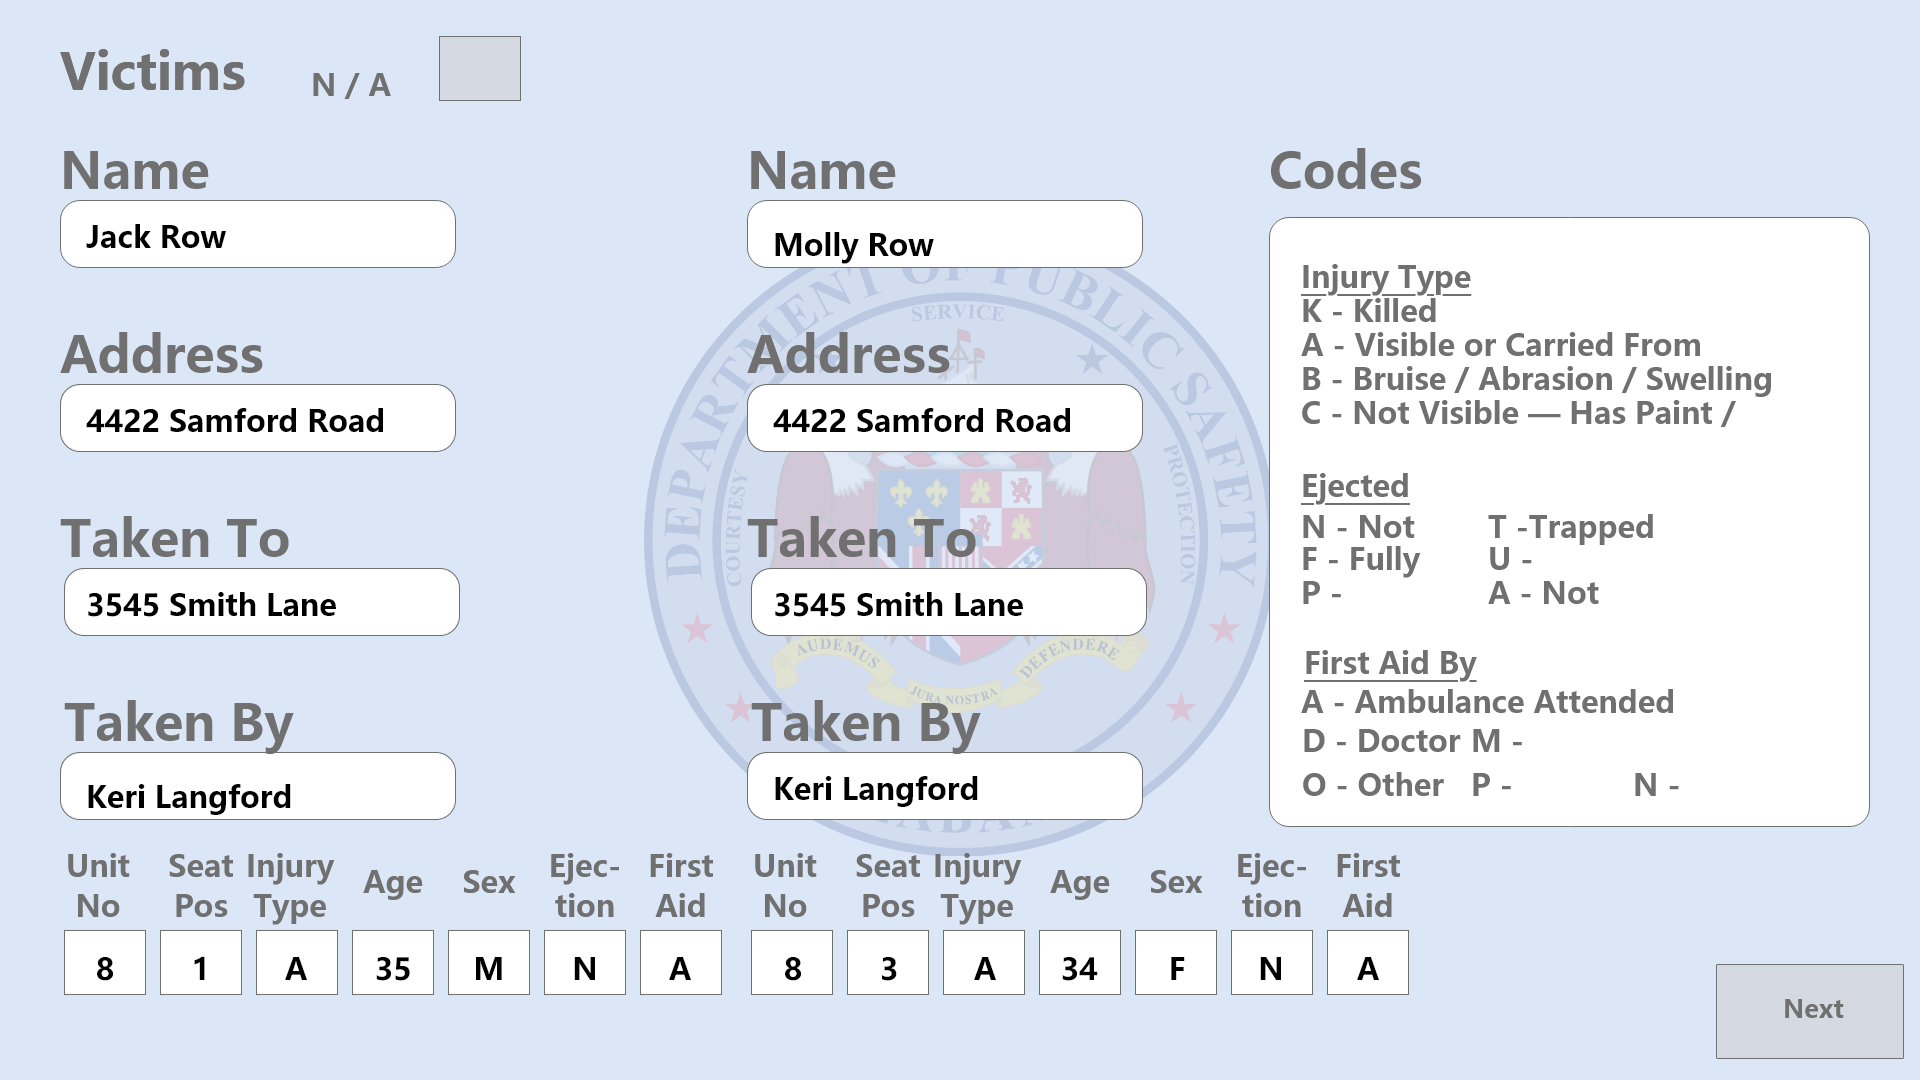 Victims N / A
Name
Jack Row
Address
4422 Samford Road
Taken To
3545 Smith Lane
Taken By
Keri Langford
Unit No Seat Pos Injury Type Age Sex Ejec-tion First Aid
8 1 A 35 M N A
Name
Molly Row
Address
4422 Samford Road
Taken To
3545 Smith Lane
Taken By
Keri Langford
Unit No Seat Pos Injury Type Age Sex Ejec-tion First Aid
8 3 A 34 F N A
Codes
Injury Type
K - Killed
A - Visible or Carried From
B - Bruise / Abrasion / Swelling
C - Not Visible — Has Paint /
Ejected
N - Not T -Trapped
F - Fully U -
P - A - Not
First Aid By
A - Ambulance Attended
D - Doctor M -
O - Other P - N -
Next
DEPARTMENT OF PUBLIC SAFETY
SERVICE
COURTESY
PROTECTION
AUDEMUS JURA NOSTRA DEFENDERE